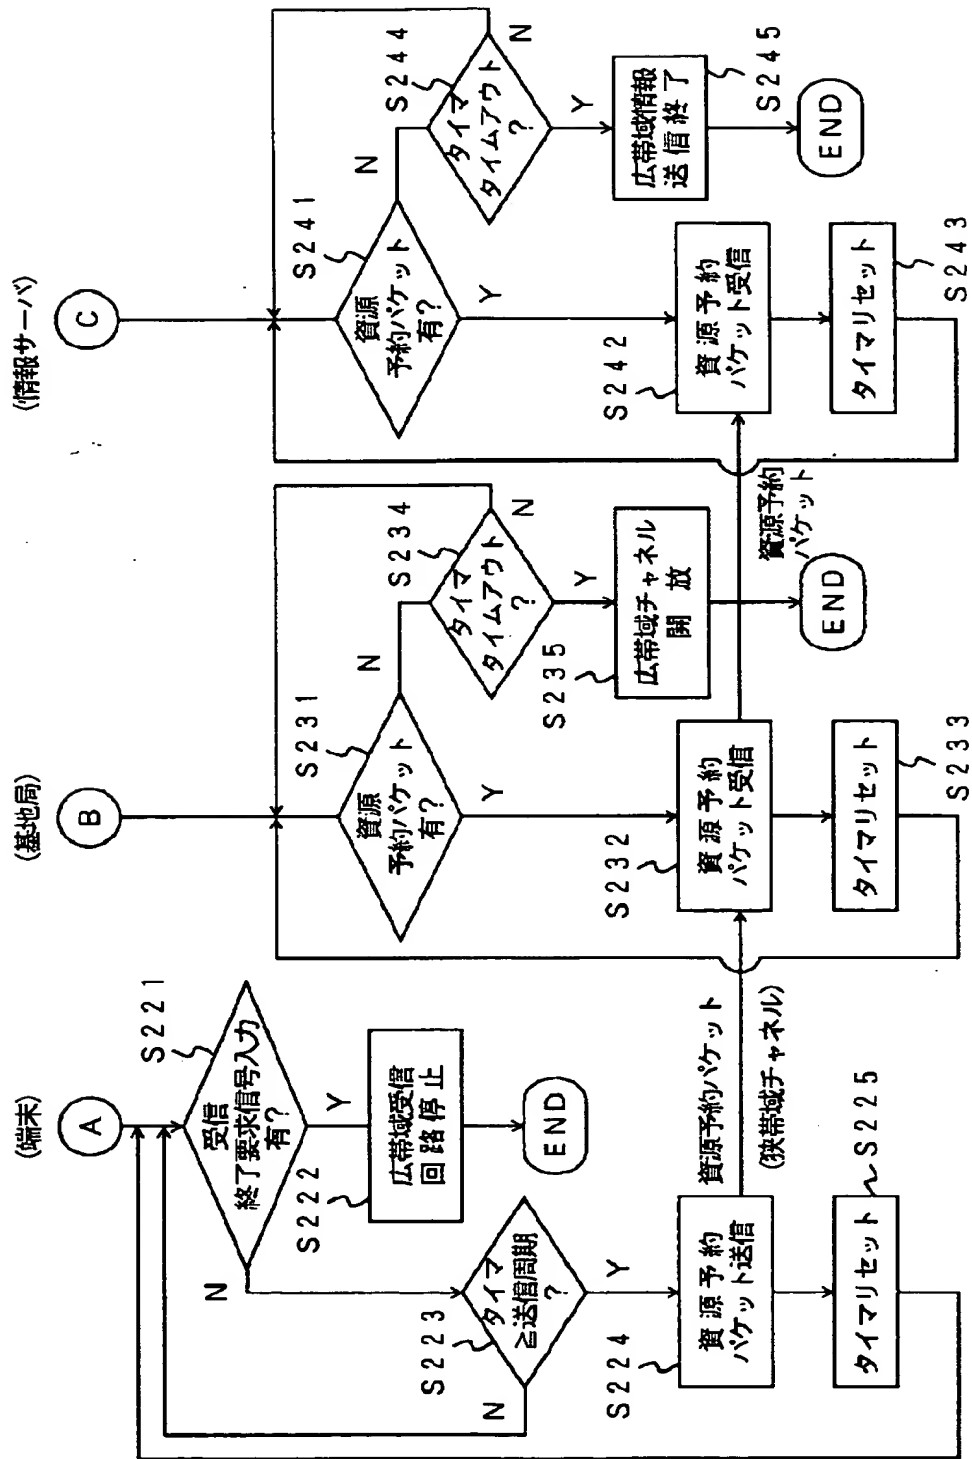 (端末)
A
S221
受信
終了要求信号入力
有?
N
Y
S222
広帯域受信
回路停止
END
S223
タイマ
≧送信周期
?
N
Y
S224
資源予約
パケット送信
S225
タイマリセット
資源予約パケット
(狭帯域チャネル)
(基地局)
B
S231
資源
予約パケット
有?
N
Y
S234
タイマ
タイムアウト
?
N
Y
S235
広帯域チャネル
開放
END
S232
資源予約
パケット受信
S233
タイマリセット
資源予約
パケット
(情報サーバ)
C
S241
資源
予約パケット
有?
N
Y
S244
タイマ
タイムアウト
?
N
Y
S245
広帯域情報
送信終了
END
S242
資源予約
パケット受信
S243
タイマリセット